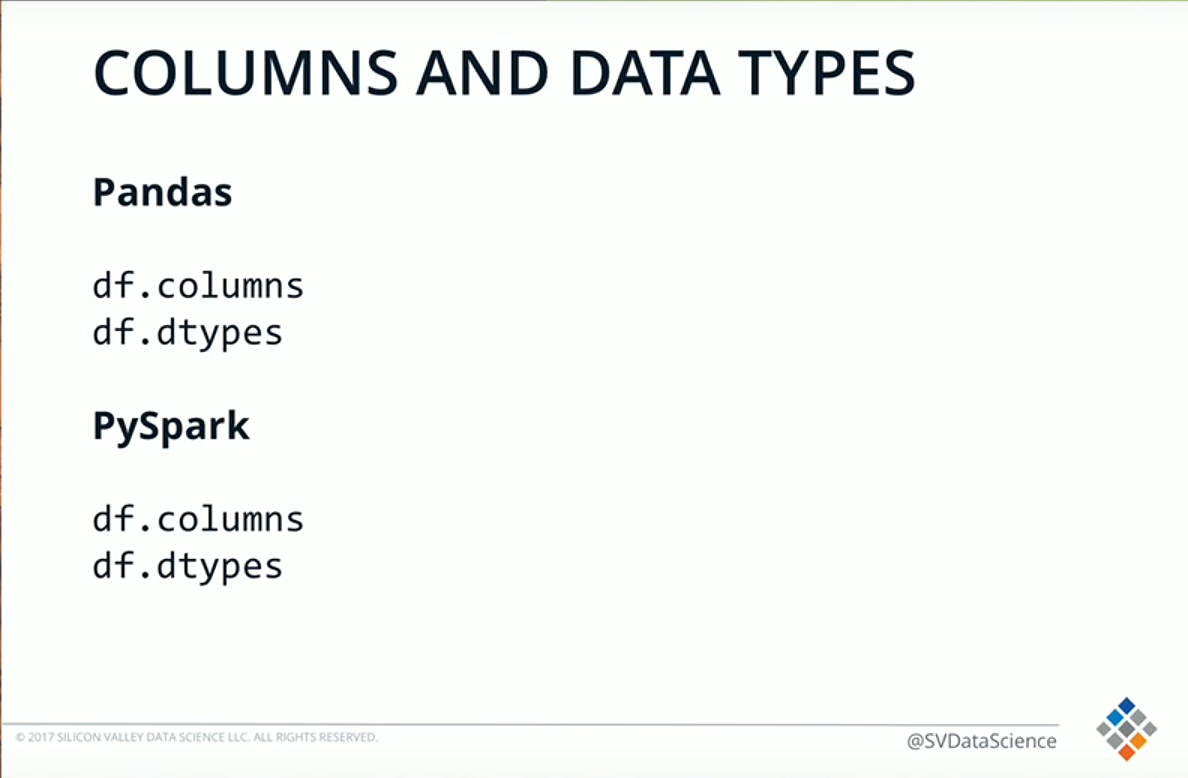 COLUMNS AND DATA TYPES
Pandas
df.columns
df.dtypes
PySpark
df.columns
df.dtypes
© 2017 SILICON VALLEY DATA SCIENCE LLC. ALL RIGHTS RESERVED.
@SVDataScience